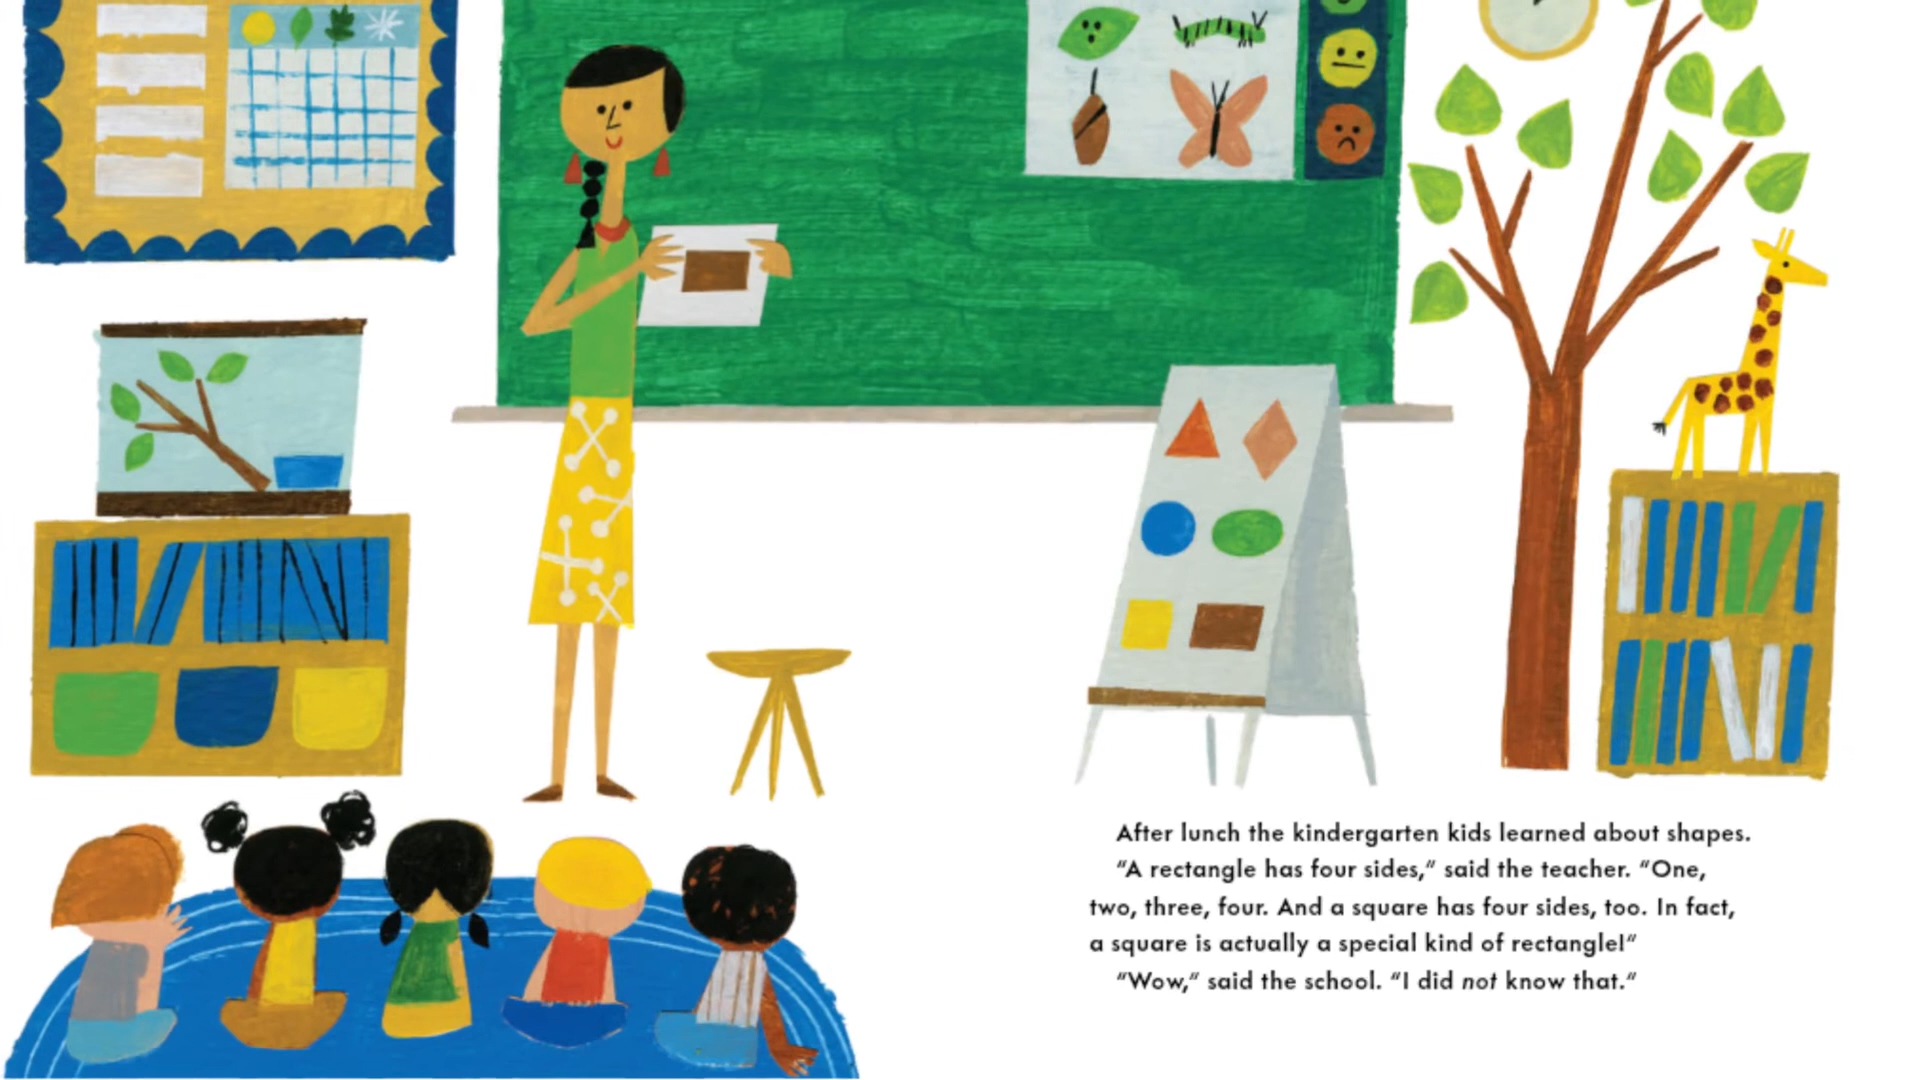 After lunch the kindergarten kids learned about shapes.
“A rectangle has four sides,” said the teacher. “One,
two, three, four. And a square has four sides, too. In fact,
a square is actually a special kind of rectangle!”
“Wow,” said the school. “I did not know that.”